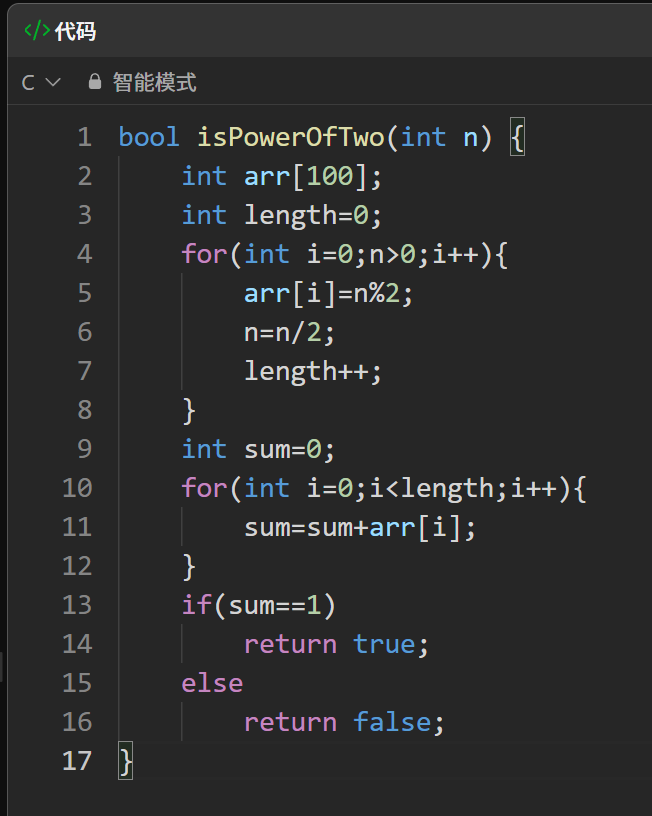 </> 代码
C 智能模式
1 bool isPowerOfTwo(int n) {
2     int arr[100];
3     int length=0;
4     for(int i=0;n>0;i++){
5         arr[i]=n%2;
6         n=n/2;
7         length++;
8     }
9     int sum=0;
10     for(int i=0;i<length;i++){
11         sum=sum+arr[i];
12     }
13     if(sum==1)
14         return true;
15     else
16         return false;
17 }